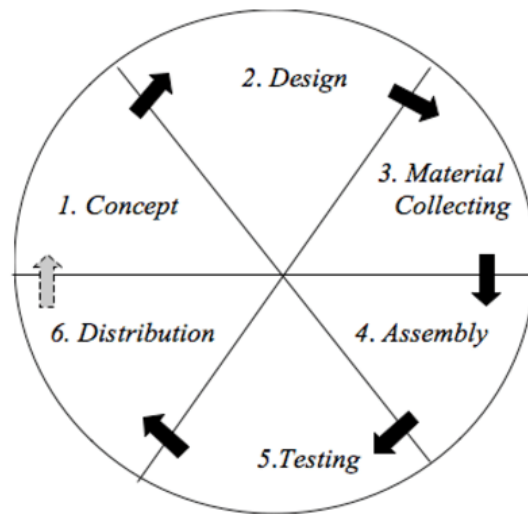 1. Concept
2. Design
3. Material
Collecting
4. Assembly
5.Testing
6. Distribution